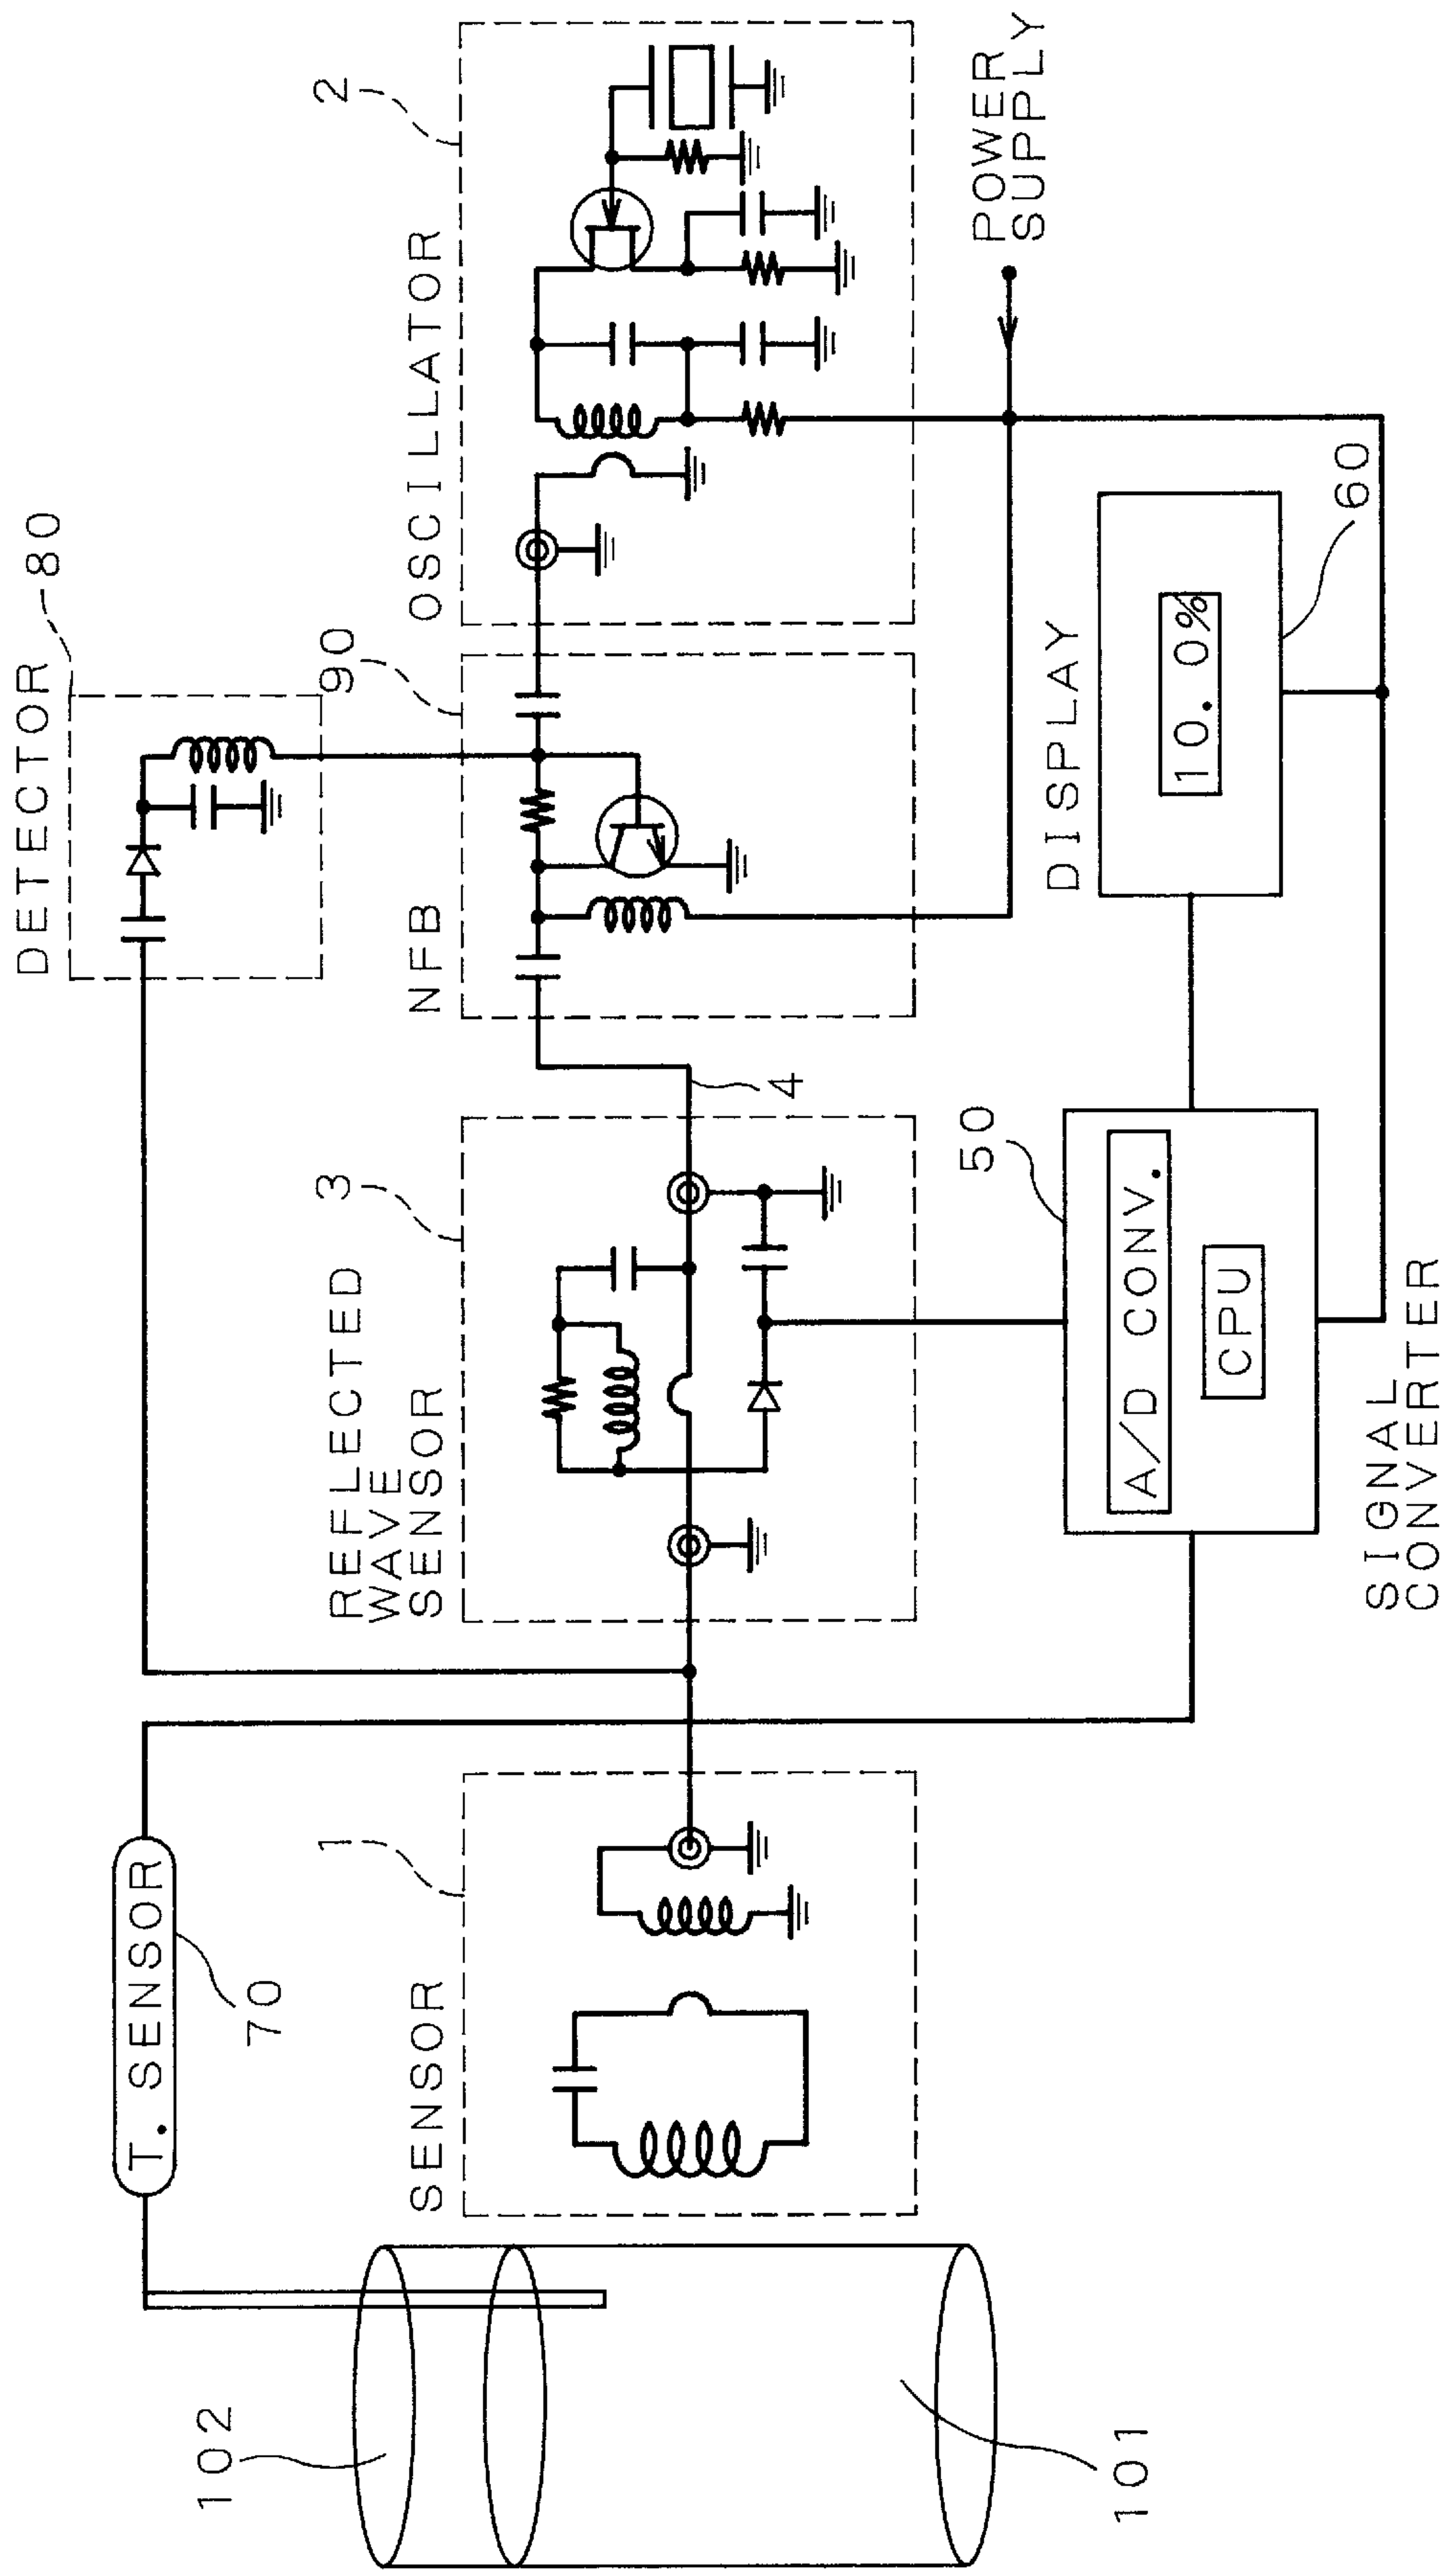 DETECTOR
80
T. SENSOR
70
102
101
SENSOR
1
REFLECTED
WAVE
SENSOR
3
4
NFB
90
OSCILLATOR
2
POWER
SUPPLY
DISPLAY
10. 0%
60
50
A/D CONV.
CPU
SIGNAL
CONVERTER